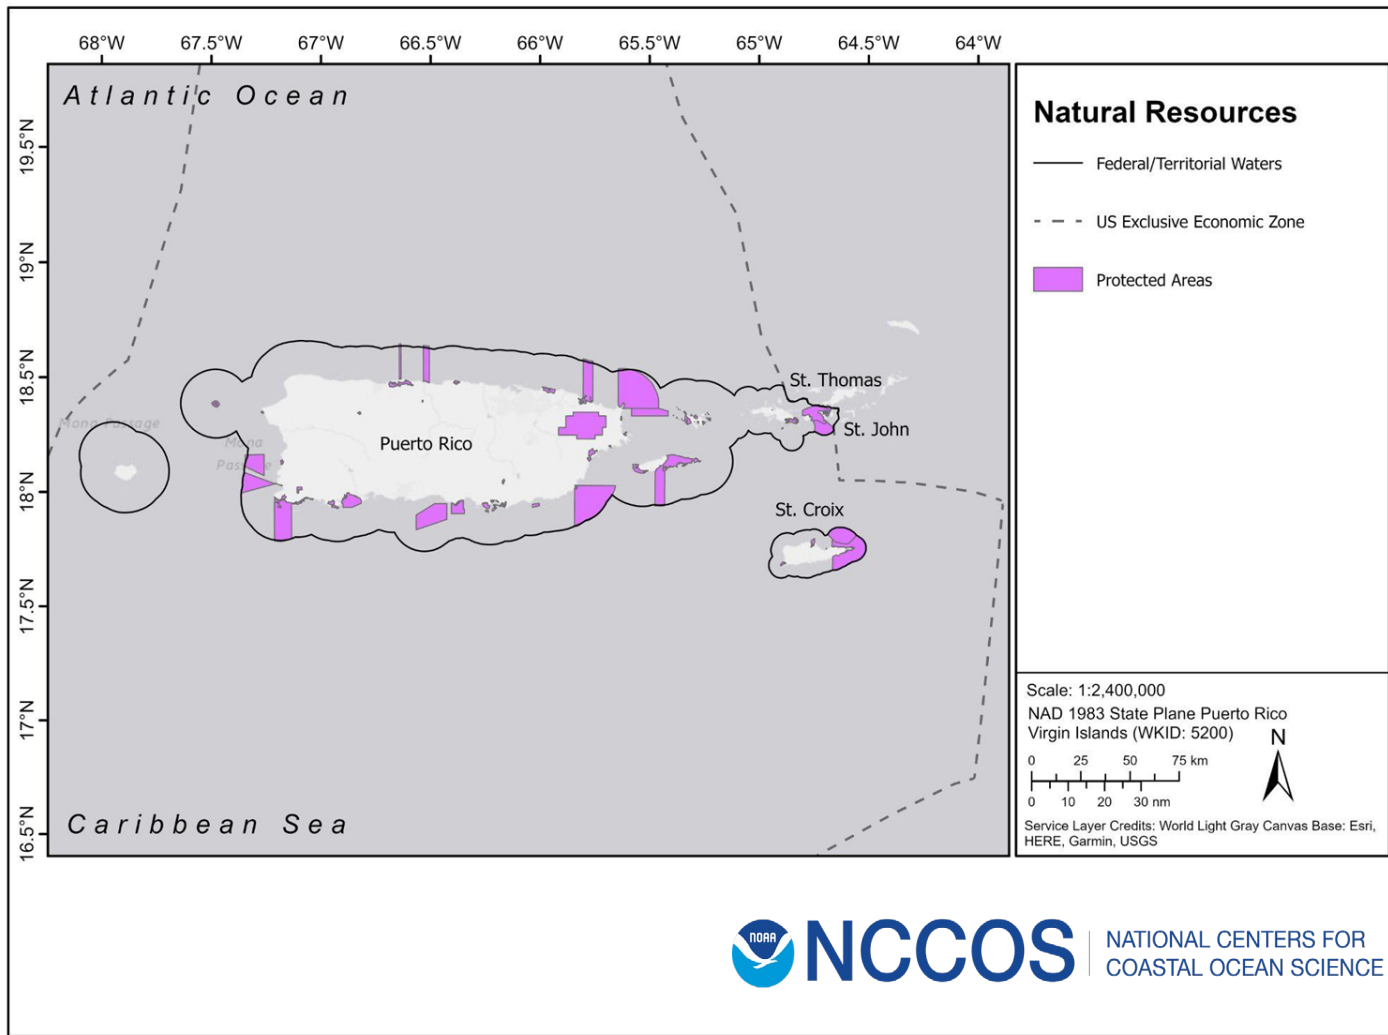 68°W 67.5°W 67°W 66.5°W 66°W 65.5°W 65°W 64.5°W 64°W
Atlantic Ocean
19.5°N
19°N
18.5°N
18°N
17.5°N
17°N
16.5°N
Mona Passage
Mona
Passage
Puerto Rico
St. Thomas
St. John
St. Croix
Caribbean Sea
Natural Resources
Federal/Territorial Waters
US Exclusive Economic Zone
Protected Areas
Scale: 1:2,400,000
NAD 1983 State Plane Puerto Rico
Virgin Islands (WKID: 5200)
N
0 25 50 75 km
0 10 20 30 nm
Service Layer Credits: World Light Gray Canvas Base: Esri,
HERE, Garmin, USGS
NOAA
NCCOS
NATIONAL CENTERS FOR
COASTAL OCEAN SCIENCE